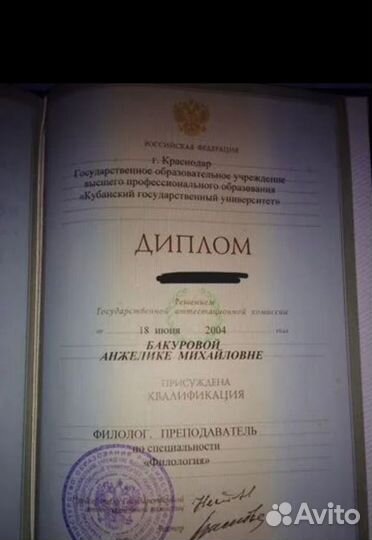 РОССИЙСКАЯ ФЕДЕРАЦИЯ
г. Краснодар
Государственное образовательное учреждение
высшего профессионального образования
«Кубанский государственный университет»
ДИПЛОМ
Решением
Государственной аттестационной комиссии
от 18 июня 2004 года
БАКУРОВОЙ
АНЖЕЛИКЕ МИХАЙЛОВНЕ
ПРИСУЖДЕНА
КВАЛИФИКАЦИЯ
ФИЛОЛОГ. ПРЕПОДАВАТЕЛЬ
по специальности
«Филология»
Avito